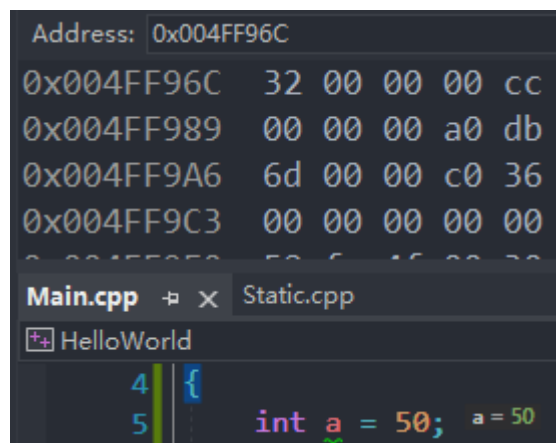 Address: 0x004FF96C
0x004FF96C 32 00 00 00 cc
0x004FF989 00 00 00 a0 db
0x004FF9A6 6d 00 00 c0 36
0x004FF9C3 00 00 00 00 00
Main.cpp Static.cpp
HelloWorld
4 {
5 int a = 50; a = 50